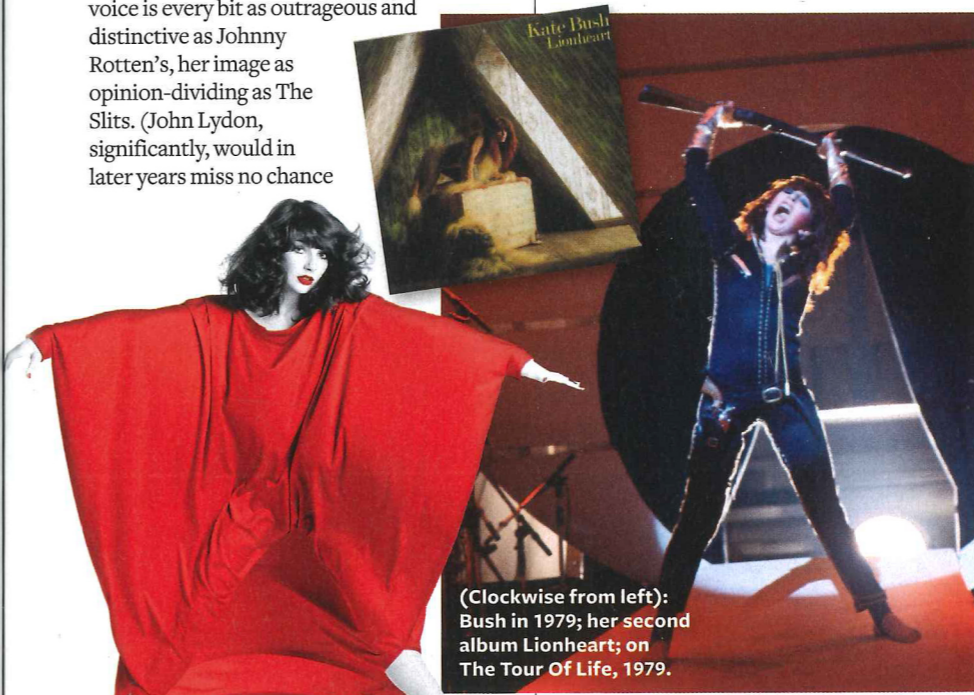 voice is every bit as outrageous and
distinctive as Johnny
Rotten's, her image as
opinion-dividing as The
Slits. (John Lydon,
significantly, would in
later years miss no chance
Kate Bush
Lionheart
(Clockwise from left):
Bush in 1979; her second
album Lionheart; on
The Tour Of Life, 1979.